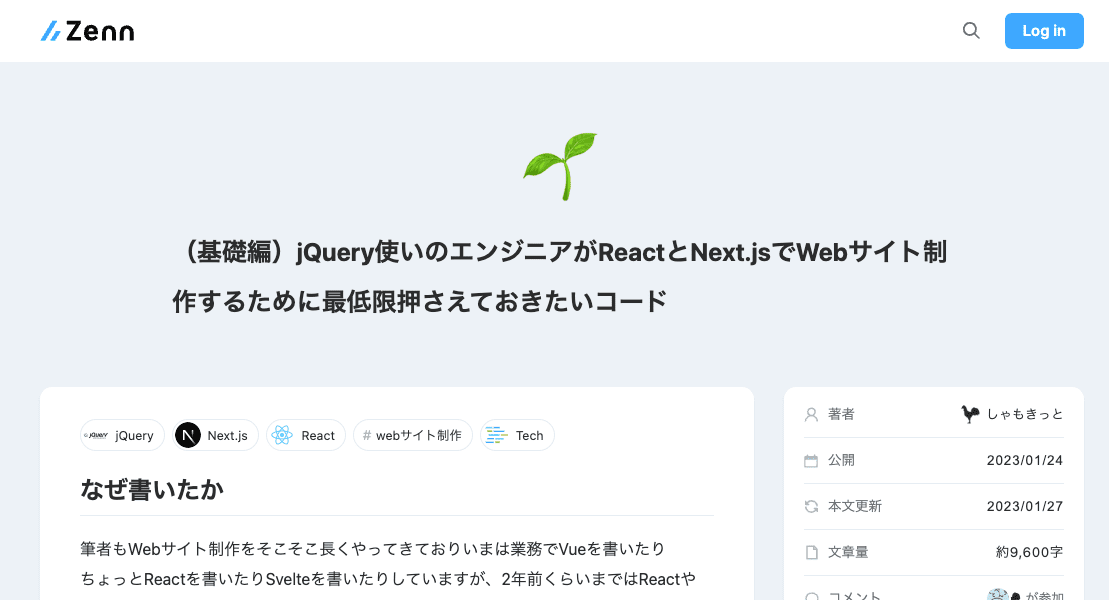 Zenn
Log in
（基礎編）jQuery使いのエンジニアがReactとNext.jsでWebサイト制
作するために最低限押さえておきたいコード
jQuery jQuery
N Next.js
React
# webサイト制作
Tech
なぜ書いたか
筆者もWebサイト制作をそこそこ長くやってきておりいまは業務でVueを書いたり
ちょっとReactを書いたりSvelteを書いたりしていますが、2年前くらいまではReactや
著者 しゃもきっと
公開 2023/01/24
本文更新 2023/01/27
文章量 約9,600字
コメント が参加